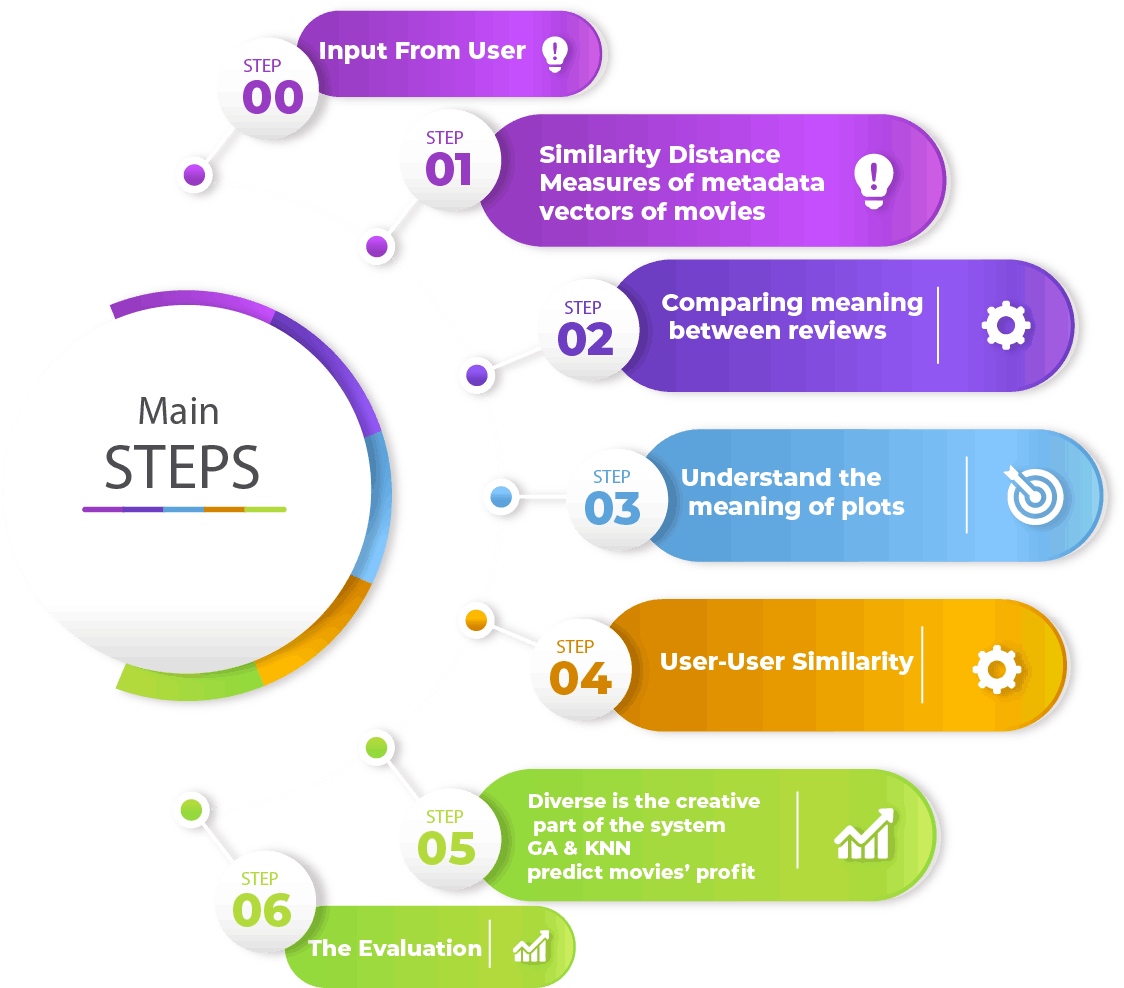 Main
STEPS
STEP
00
Input From User
STEP
01
Similarity Distance
Measures of metadata
vectors of movies
STEP
02
Comparing meaning
between reviews
STEP
03
Understand the
meaning of plots
STEP
04
User-User Similarity
STEP
05
Diverse is the creative
part of the system
GA & KNN
predict movies’ profit
STEP
06
The Evaluation